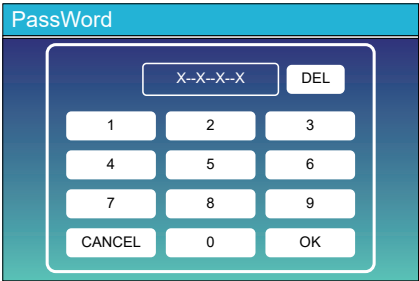 PassWord
X--X--X--X DEL
1 2 3
4 5 6
7 8 9
CANCEL 0 OK